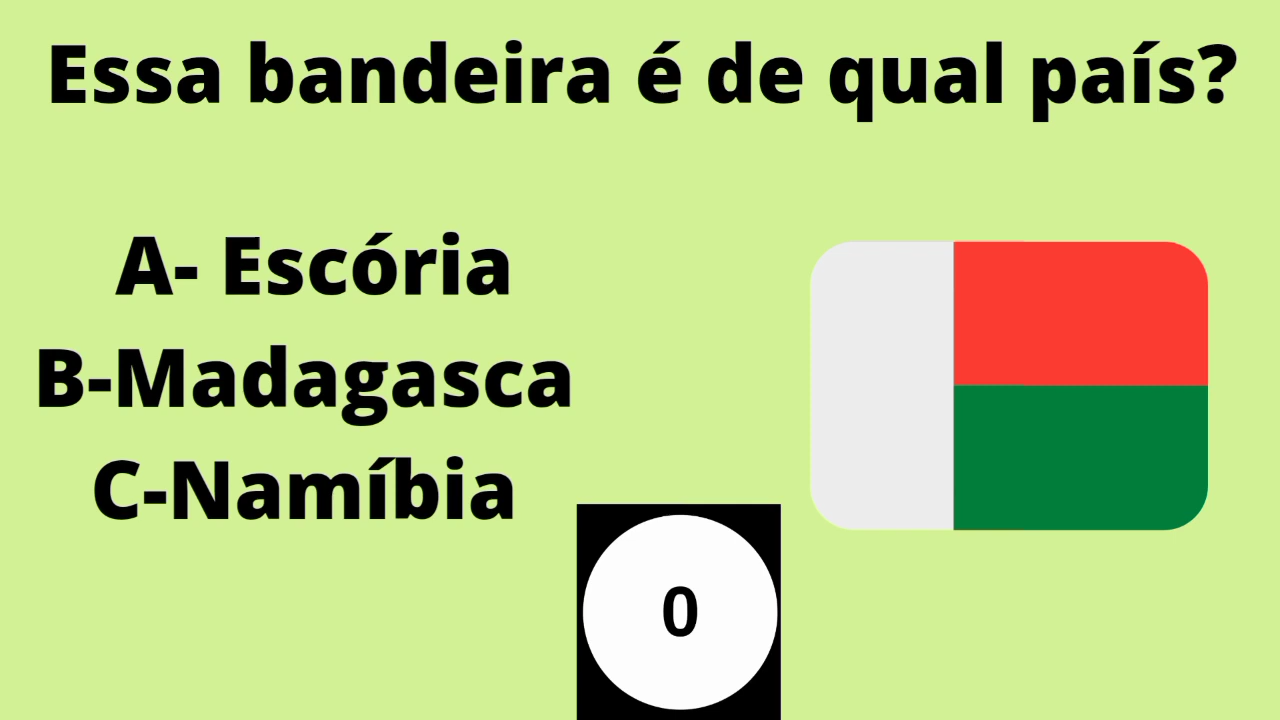 Essa bandeira é de qual país?
A- Escória
B-Madagasca
C-Namíbia
0